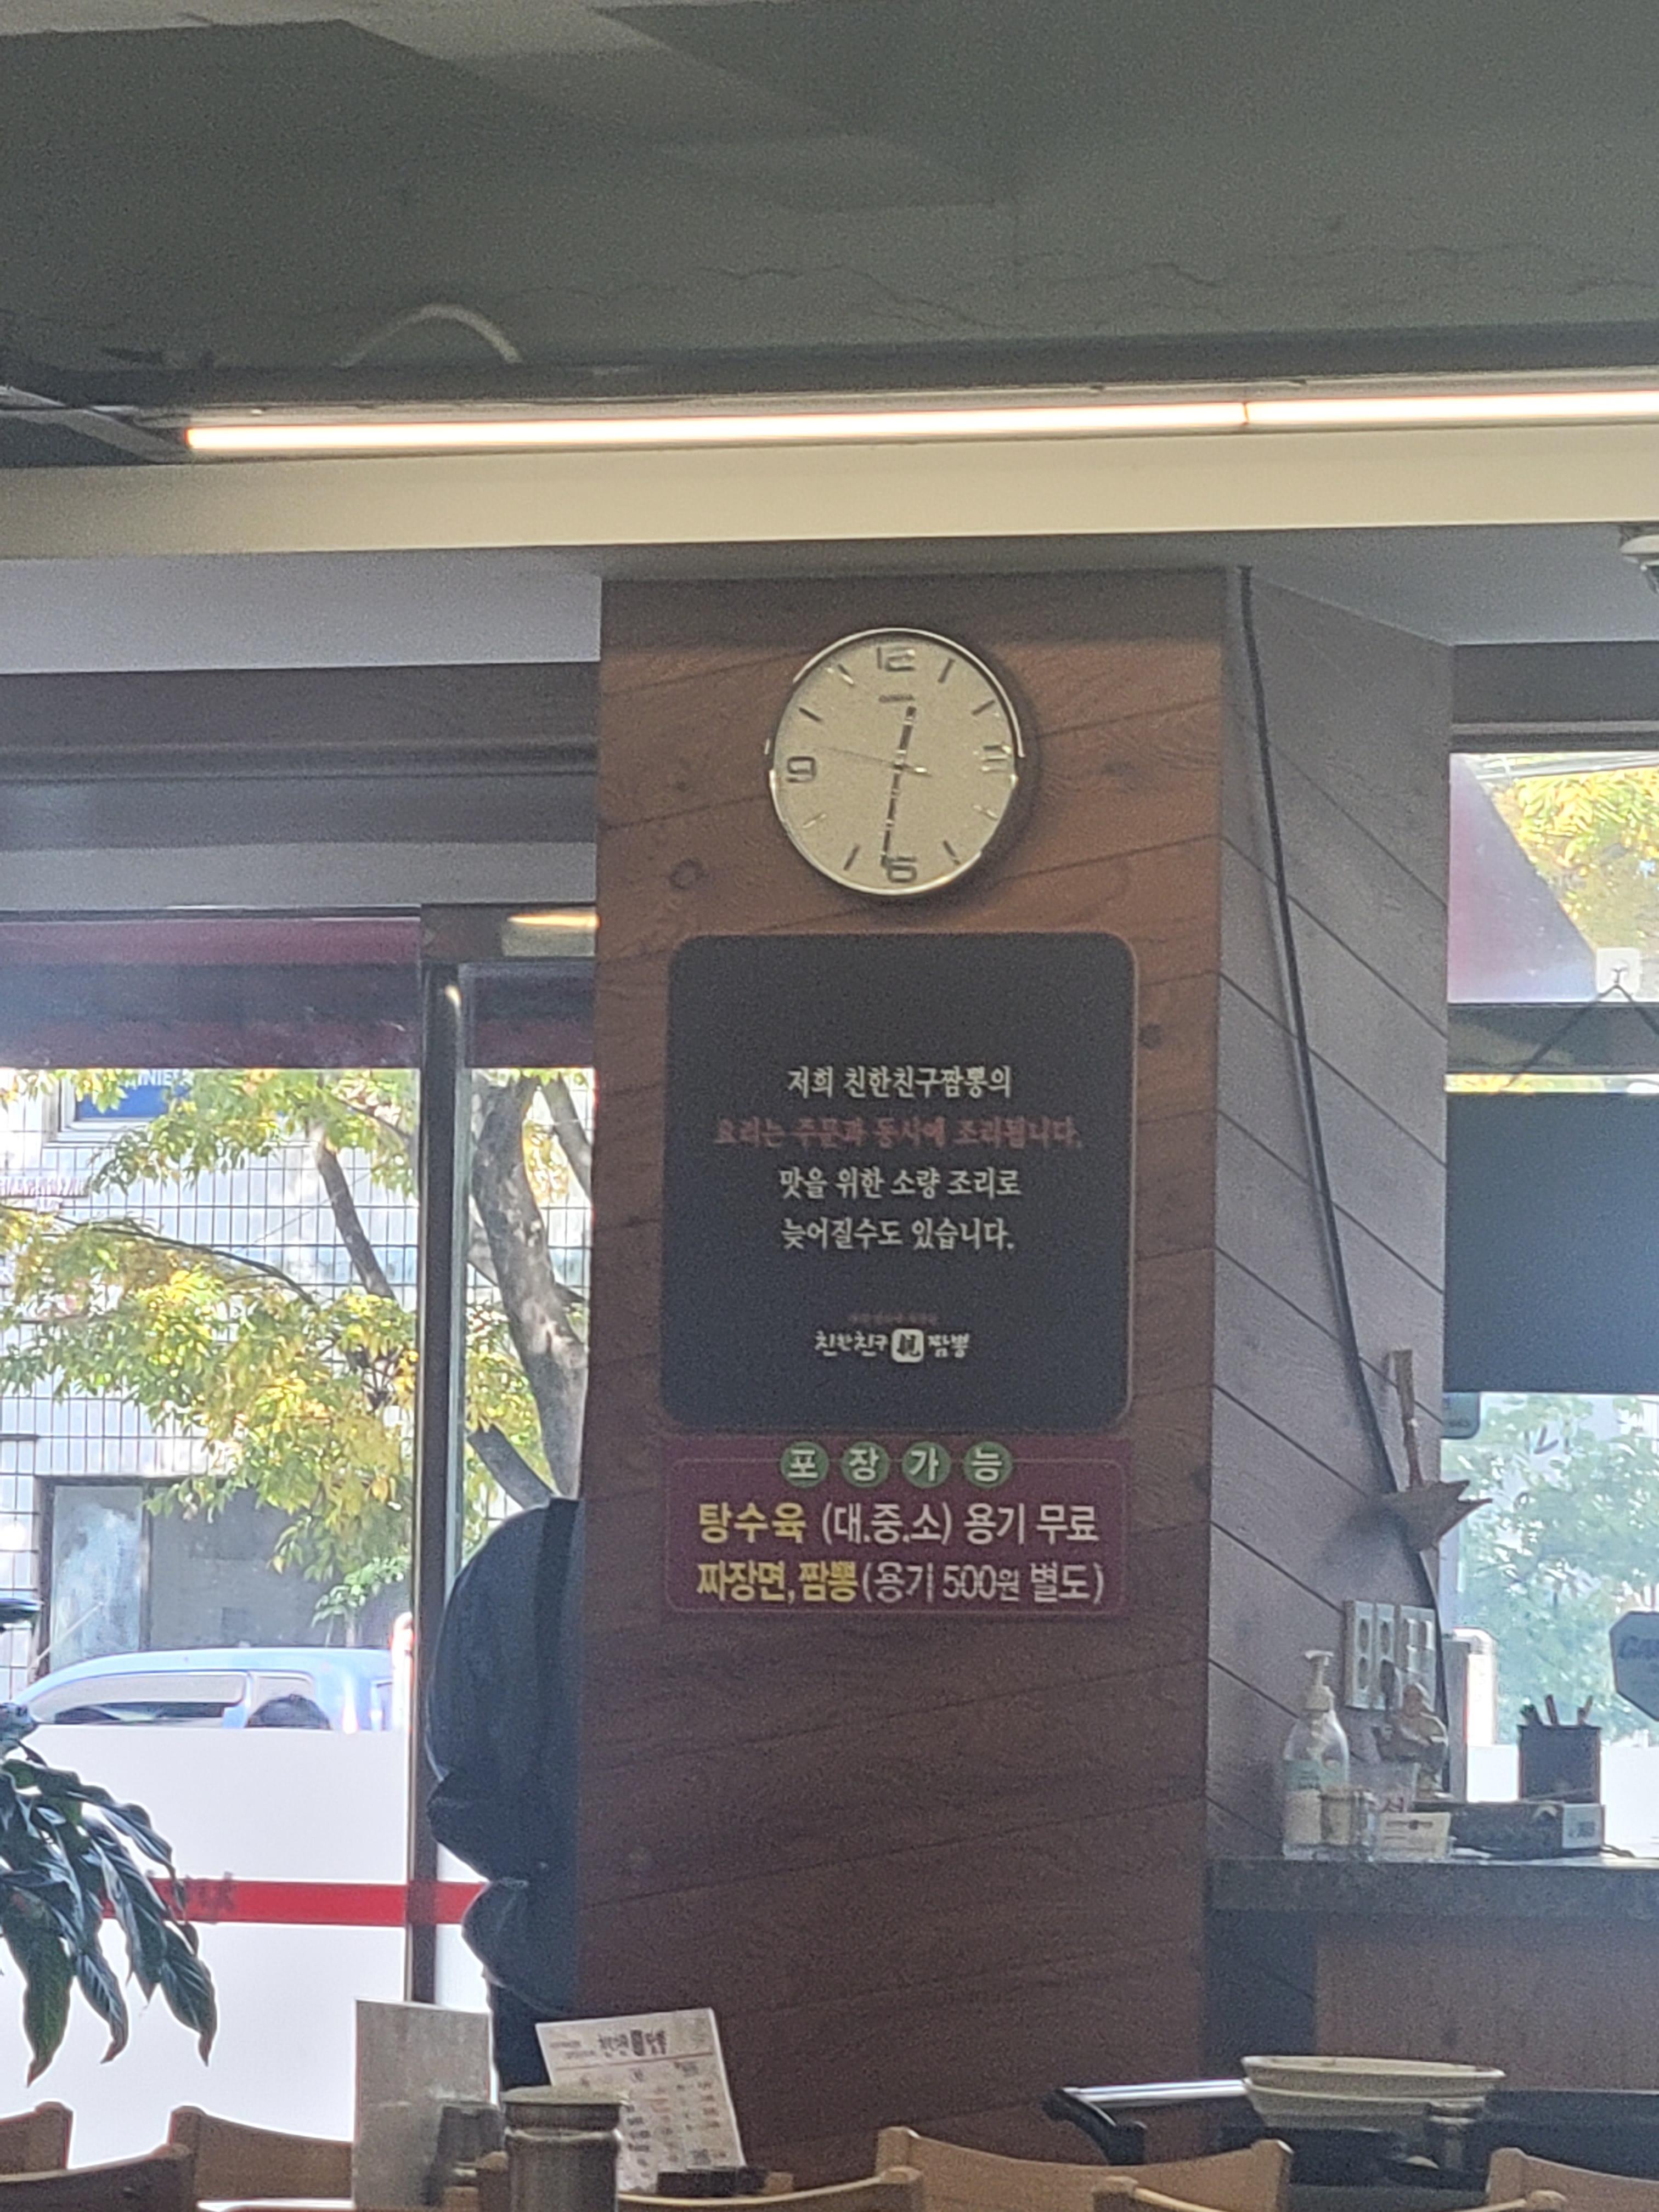 12
9
6
저희 친한친구짬뽕의
요리는 주문과 동시에 조리됩니다.
맛을 위한 소량 조리로
늦어질수도 있습니다.
친한친구 짬뽕
포장가능
탕수육 (대.중.소) 용기 무료
짜장면, 짬뽕 (용기 500원 별도)